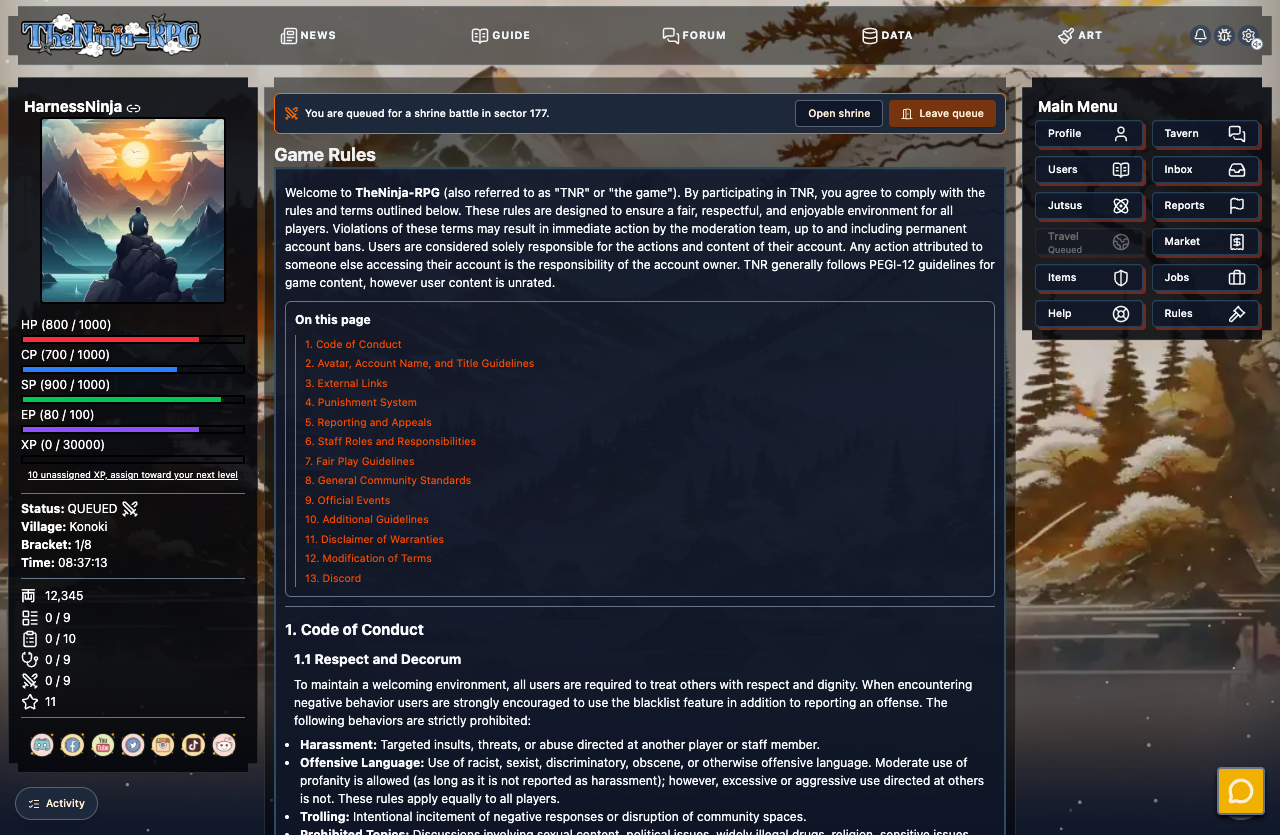 TheNinja-RPG
NEWS
GUIDE
FORUM
DATA
ART
HarnessNinja
HP (800 / 1000)
CP (700 / 1000)
SP (900 / 1000)
EP (80 / 100)
XP (0 / 30000)
10 unassigned XP, assign toward your next level
Status: QUEUED
Village: Konoki
Bracket: 1/8
Time: 08:37:13
両 12,345
0 / 9
0 / 10
0 / 9
0 / 9
11
You Tube
Activity
You are queued for a shrine battle in sector 177.
Open shrine
Leave queue
Game Rules
Welcome to TheNinja-RPG (also referred to as "TNR" or "the game"). By participating in TNR, you agree to comply with the
rules and terms outlined below. These rules are designed to ensure a fair, respectful, and enjoyable environment for all
players. Violations of these terms may result in immediate action by the moderation team, up to and including permanent
account bans. Users are considered solely responsible for the actions and content of their account. Any action attributed to
someone else accessing their account is the responsibility of the account owner. TNR generally follows PEGI-12 guidelines for
game content, however user content is unrated.
On this page
1. Code of Conduct
2. Avatar, Account Name, and Title Guidelines
3. External Links
4. Punishment System
5. Reporting and Appeals
6. Staff Roles and Responsibilities
7. Fair Play Guidelines
8. General Community Standards
9. Official Events
10. Additional Guidelines
11. Disclaimer of Warranties
12. Modification of Terms
13. Discord
1. Code of Conduct
1.1 Respect and Decorum
To maintain a welcoming environment, all users are required to treat others with respect and dignity. When encountering
negative behavior users are strongly encouraged to use the blacklist feature in addition to reporting an offense. The
following behaviors are strictly prohibited:
• Harassment: Targeted insults, threats, or abuse directed at another player or staff member.
• Offensive Language: Use of racist, sexist, discriminatory, obscene, or otherwise offensive language. Moderate use of
profanity is allowed (as long as it is not reported as harassment); however, excessive or aggressive use directed at others
is not. These rules apply equally to all players.
• Trolling: Intentional incitement of negative responses or disruption of community spaces.
• Prohibited Topics: Discussions involving sexual content, political issues, widely illegal drugs, religion, sensitive issues,
Main Menu
Profile
Tavern
Users
Inbox
Jutsus
Reports
Travel
Queued
Market
Items
Jobs
Help
Rules